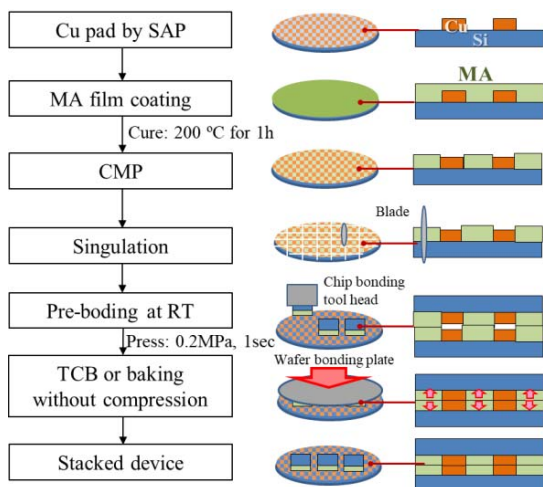 Cu pad by SAP
Cu
Si
MA film coating
MA
Cure: 200 ºC for 1h
CMP
Singulation
Blade
Pre-boding at RT
Chip bonding
tool head
Press: 0.2MPa, 1sec
Wafer bonding plate
TCB or baking
without compression
Stacked device